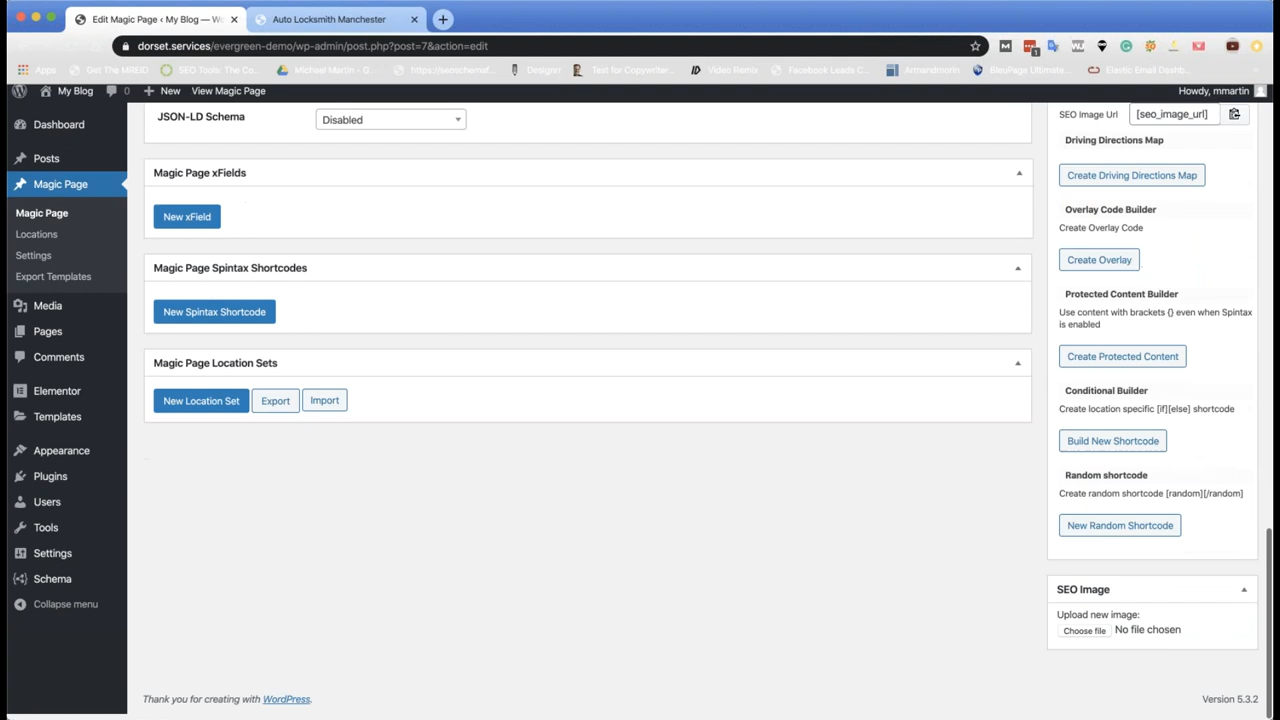 Edit Magic Page ‹ My Blog — Wo
Auto Locksmith Manchester
dorset.services/evergreen-demo/wp-admin/post.php?post=7&action=edit
Apps
Girl The MREID
SEO Tools: The Co...
Michael Martin - G...
https://seoschemaf...
Designrr
Test for Copywriter...
Video Remix
Facebook Leads C...
Armandmorin
BleuPage Ultimate...
Elastic Email Dashb...
My Blog
0
New
View Magic Page
Howdy, mmartin
Dashboard
Posts
Magic Page
Magic Page
Locations
Settings
Export Templates
Media
Pages
Comments
Elementor
Templates
Appearance
Plugins
Users
Tools
Settings
Schema
Collapse menu
JSON-LD Schema
Disabled
Magic Page xFields
New xField
Magic Page Spintax Shortcodes
New Spintax Shortcode
Magic Page Location Sets
New Location Set
Export
Import
SEO Image Url
[seo_image_url]
Driving Directions Map
Create Driving Directions Map
Overlay Code Builder
Create Overlay Code
Create Overlay
Protected Content Builder
Use content with brackets {} even when Spintax
is enabled
Create Protected Content
Conditional Builder
Create location specific [if][else] shortcode
Build New Shortcode
Random shortcode
Create random shortcode [random][/random]
New Random Shortcode
SEO Image
Upload new image:
Choose file No file chosen
Thank you for creating with WordPress.
Version 5.3.2